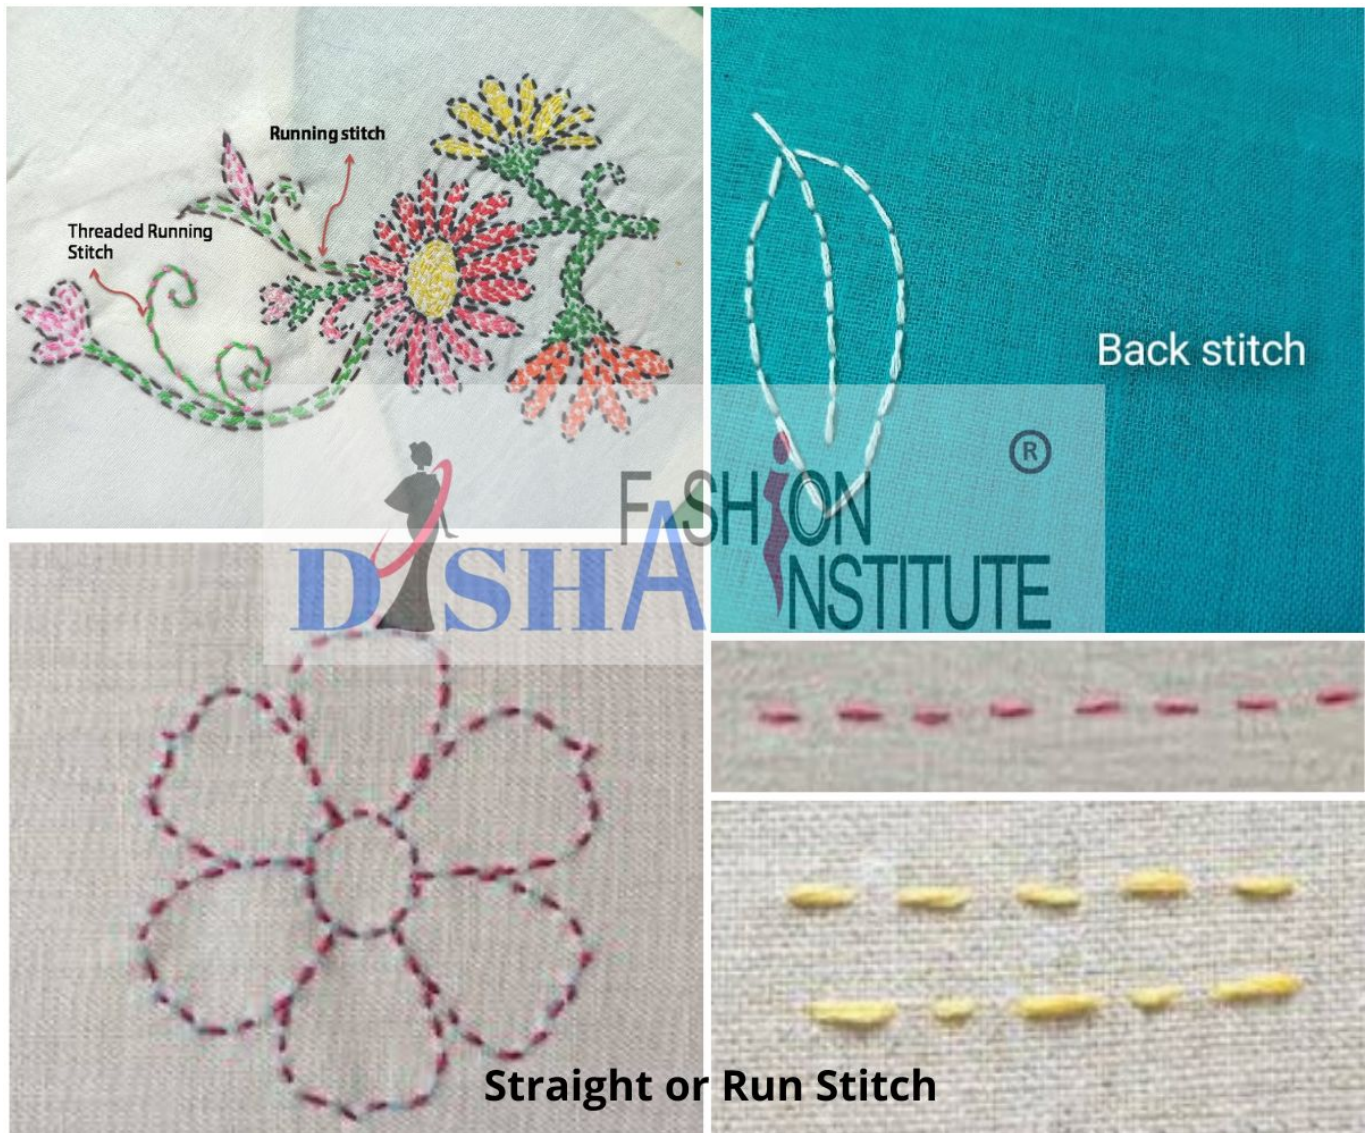 Running stitch
Threaded Running
Stitch
Back stitch
DISHA
FASHION
INSTITUTE
®
Straight or Run Stitch